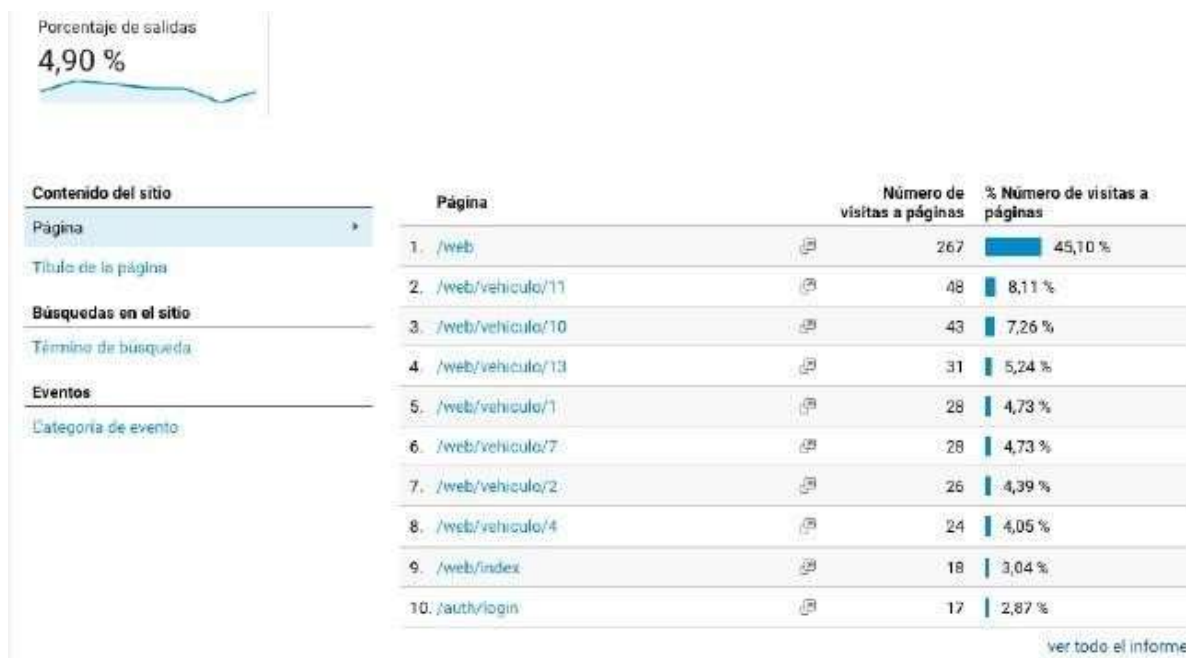 Porcentaje de salidas
4,90 %
Contenido del sitio
Página
Título de la página
Búsquedas en el sitio
Término de búsqueda
Eventos
Categoría de evento
Página Número de visitas a páginas % Número de visitas a páginas
1. /web 267 45,10 %
2. /web/vehiculo/11 48 8,11 %
3. /web/vehiculo/10 43 7,26 %
4. /web/vehiculo/13 31 5,24 %
5. /web/vehiculo/1 28 4,73 %
6. /web/vehiculo/7 28 4,73 %
7. /web/vehiculo/2 26 4,39 %
8. /web/vehiculo/4 24 4,05 %
9. /web/index 18 3,04 %
10. /auth/login 17 2,87 %
ver todo el informe